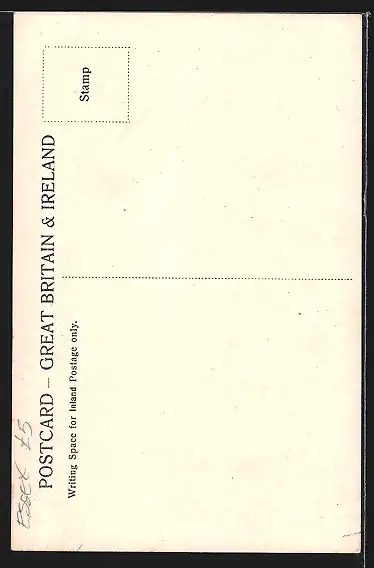 POSTCARD – GREAT BRITAIN & IRELAND
Stamp
Writing Space for Inland Postage only.
ESSEX £5